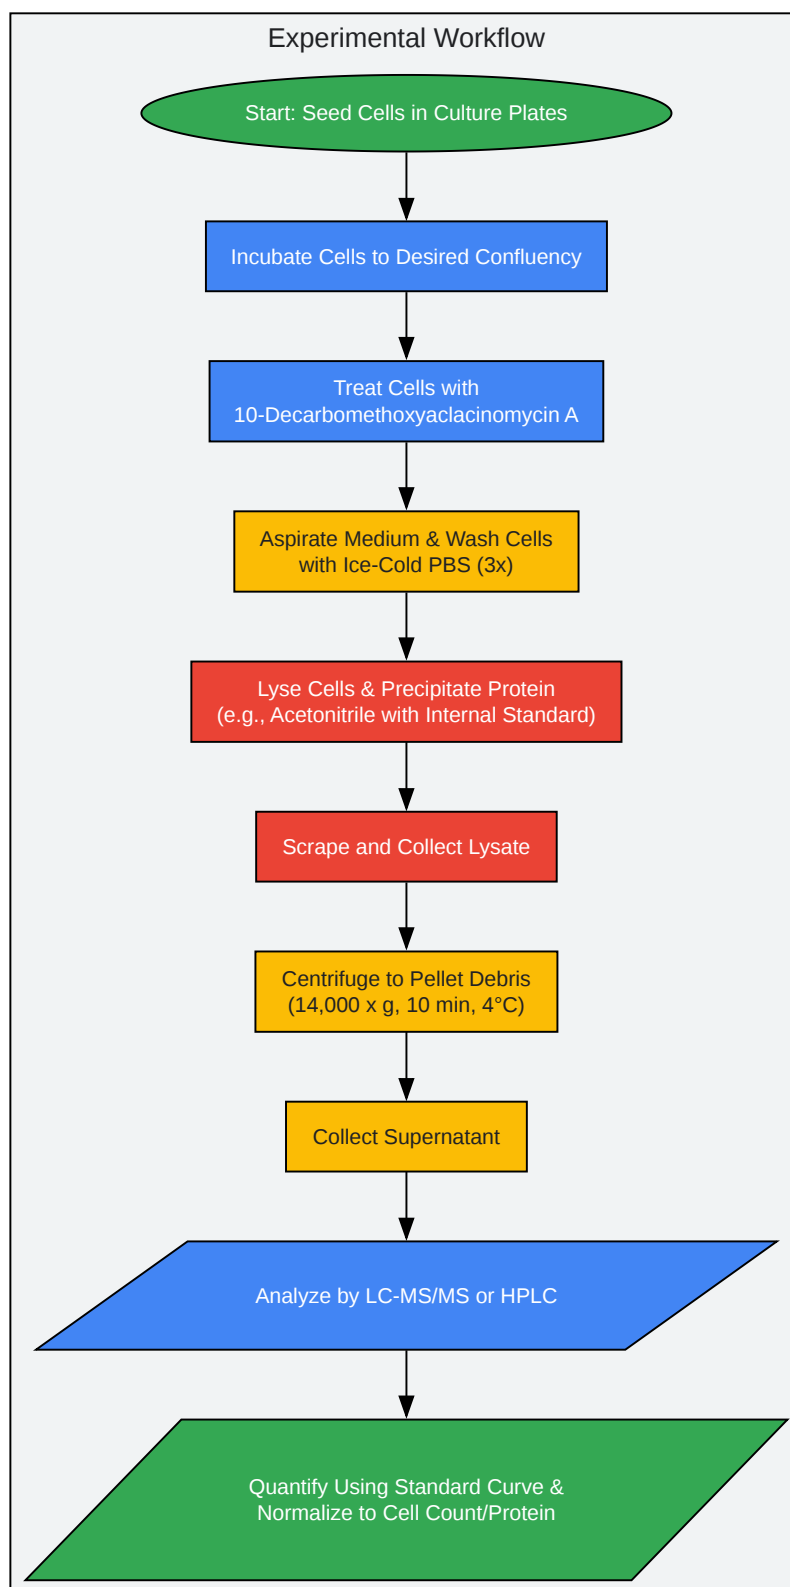 Experimental Workflow
Start: Seed Cells in Culture Plates
Incubate Cells to Desired Confluency
Treat Cells with
10-Decarbomethoxyaclacinomycin A
Aspirate Medium & Wash Cells
with Ice-Cold PBS (3x)
Lyse Cells & Precipitate Protein
(e.g., Acetonitrile with Internal Standard)
Scrape and Collect Lysate
Centrifuge to Pellet Debris
(14,000 x g, 10 min, 4°C)
Collect Supernatant
Analyze by LC-MS/MS or HPLC
Quantify Using Standard Curve &
Normalize to Cell Count/Protein